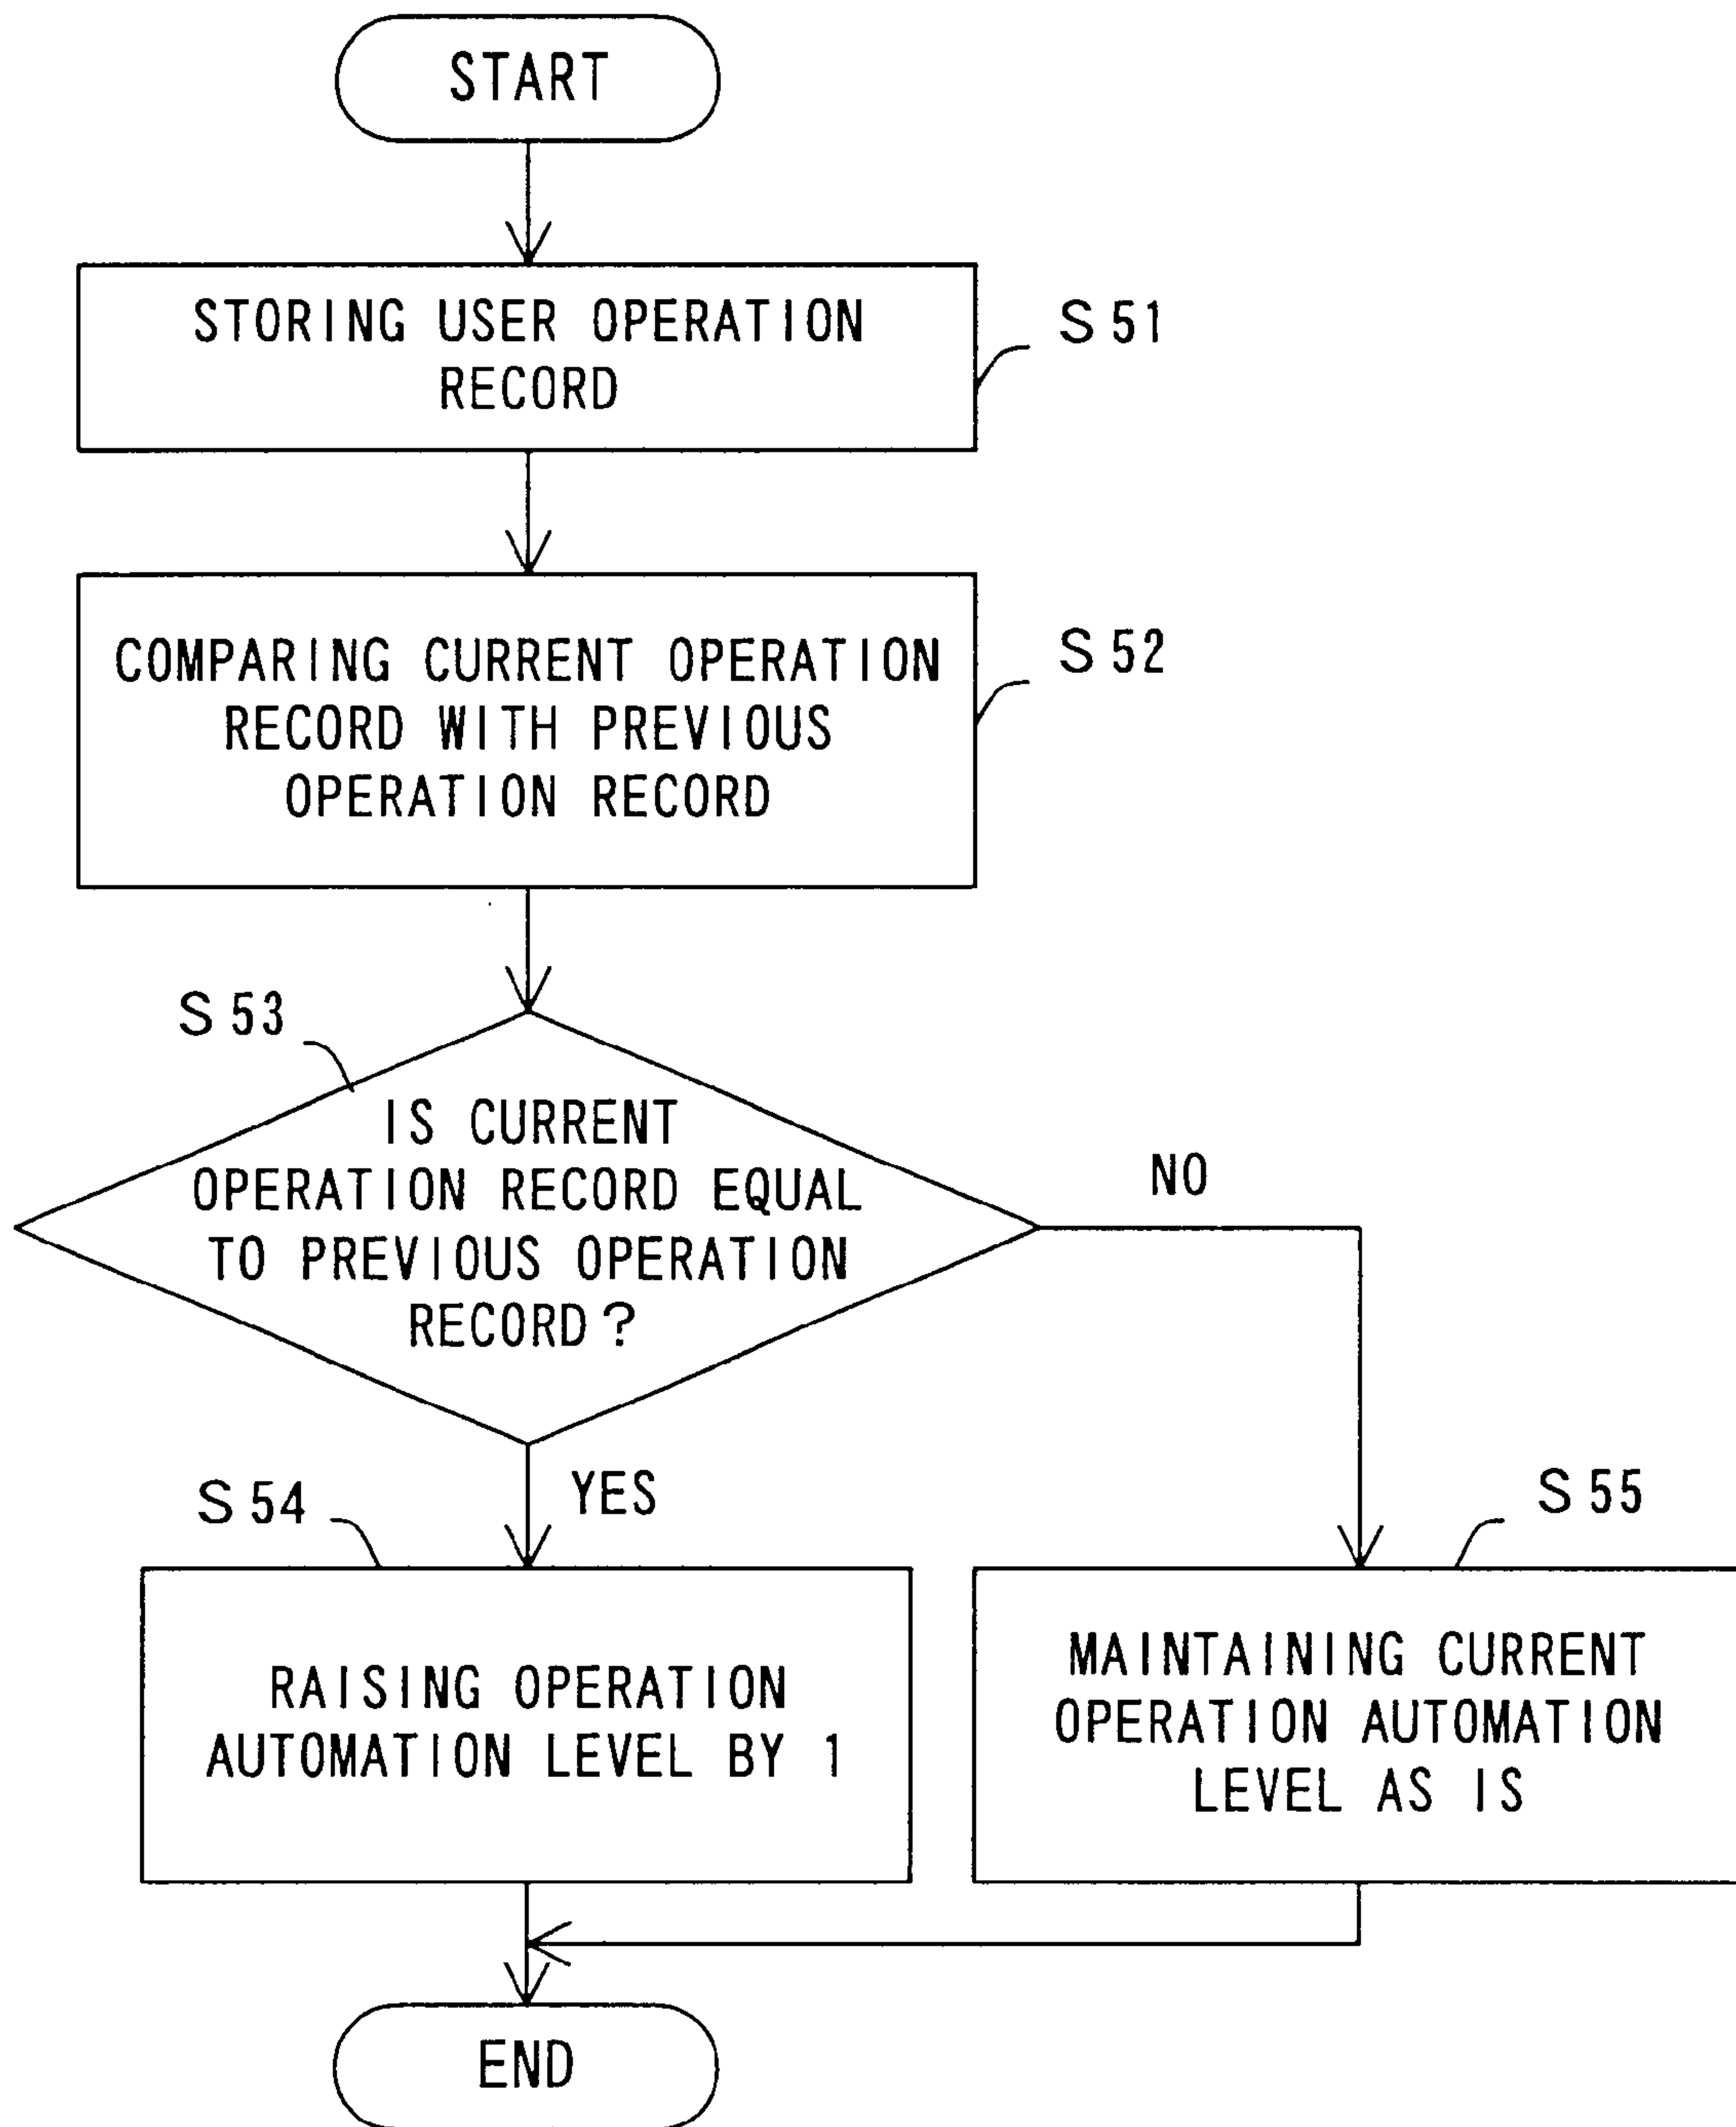 START
STORING USER OPERATION
RECORD
S51
COMPARING CURRENT OPERATION
RECORD WITH PREVIOUS
OPERATION RECORD
S52
S53
IS CURRENT
OPERATION RECORD EQUAL
TO PREVIOUS OPERATION
RECORD?
NO
YES
S54
RAISING OPERATION
AUTOMATION LEVEL BY 1
S55
MAINTAINING CURRENT
OPERATION AUTOMATION
LEVEL AS IS
END